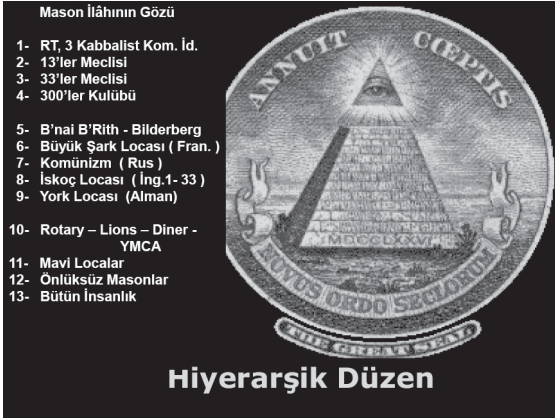 Mason İlâhının Gözü
1- RT, 3 Kabbalist Kom. İd.
2- 13'ler Meclisi
3- 33'ler Meclisi
4- 300'ler Kulübü
5- B'nai B'Rith - Bilderberg
6- Büyük Şark Locası ( Fran. )
7- Komünizm ( Rus )
8- İskoç Locası ( İng.1- 33 )
9- York Locası (Alman)
10- Rotary – Lions – Diner -
YMCA
11- Mavi Localar
12- Önlüksüz Masonlar
13- Bütün İnsanlık
ANNUIT CŒPTIS
MDCCLXXVI
NOVUS ORDO SECLORUM
THE GREAT SEAL
Hiyerarşik Düzen